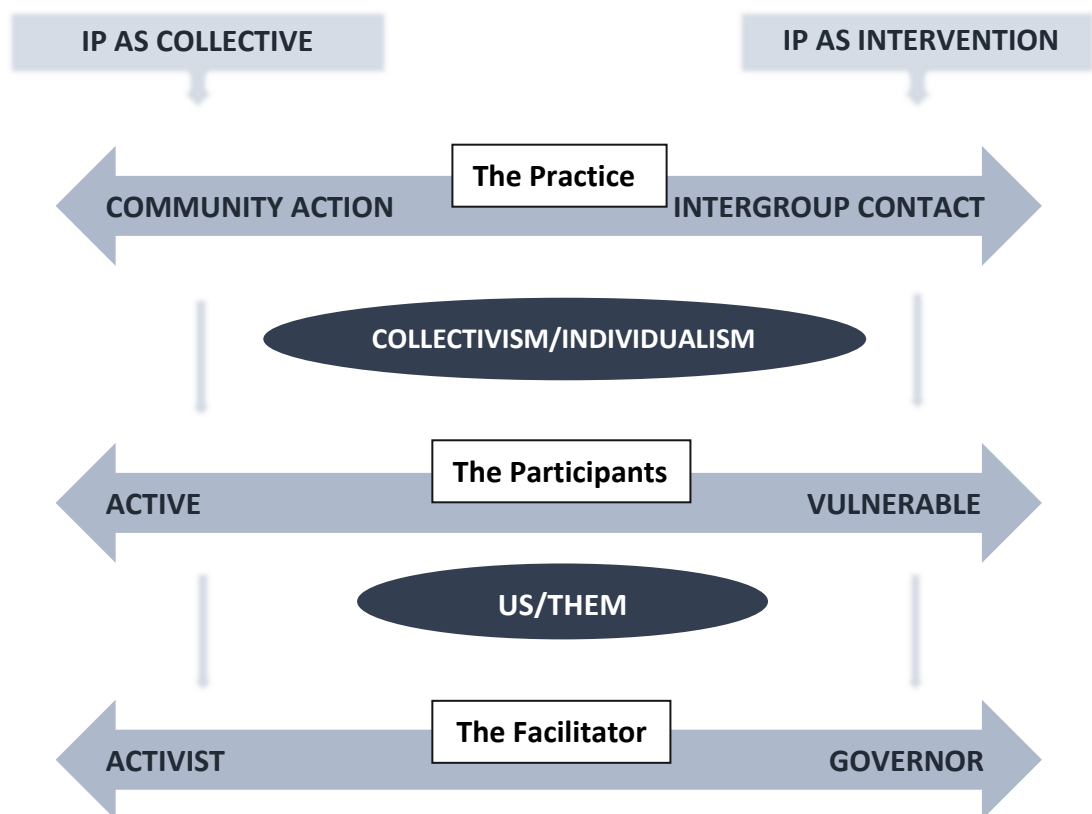 IP AS COLLECTIVE
IP AS INTERVENTION
The Practice
COMMUNITY ACTION
INTERGROUP CONTACT
COLLECTIVISM/INDIVIDUALISM
The Participants
ACTIVE
VULNERABLE
US/THEM
The Facilitator
ACTIVIST
GOVERNOR